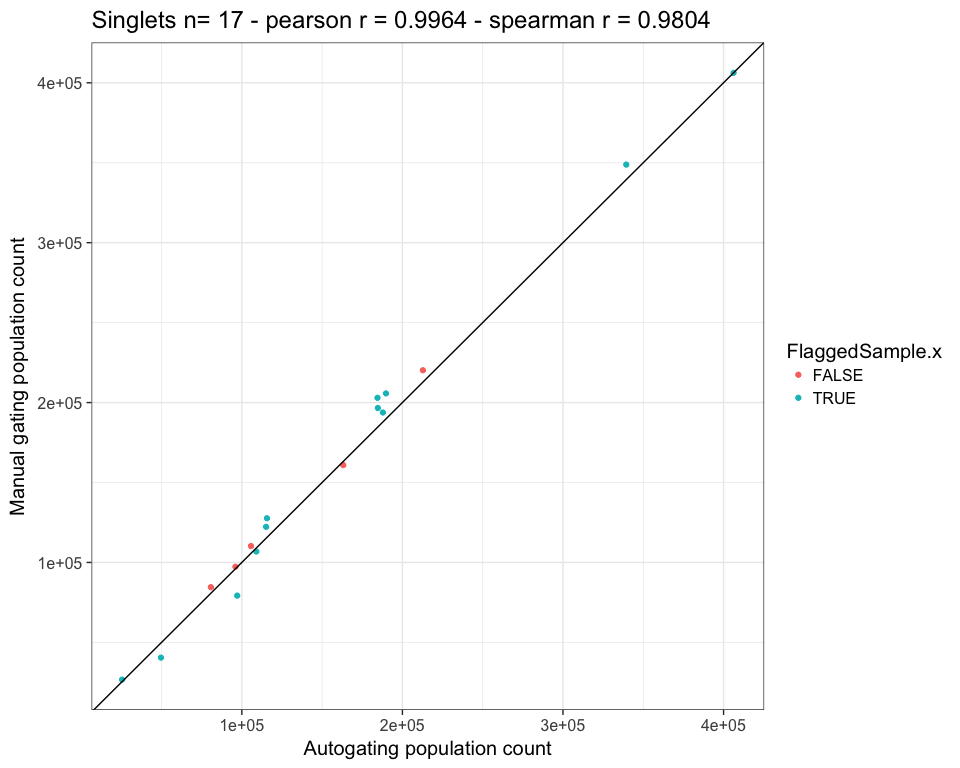 Singlets n= 17 - pearson r = 0.9964 - spearman r = 0.9804
4e+05
3e+05
2e+05
1e+05
Manual gating population count
1e+05 2e+05 3e+05 4e+05
Autogating population count
FlaggedSample.x
FALSE
TRUE